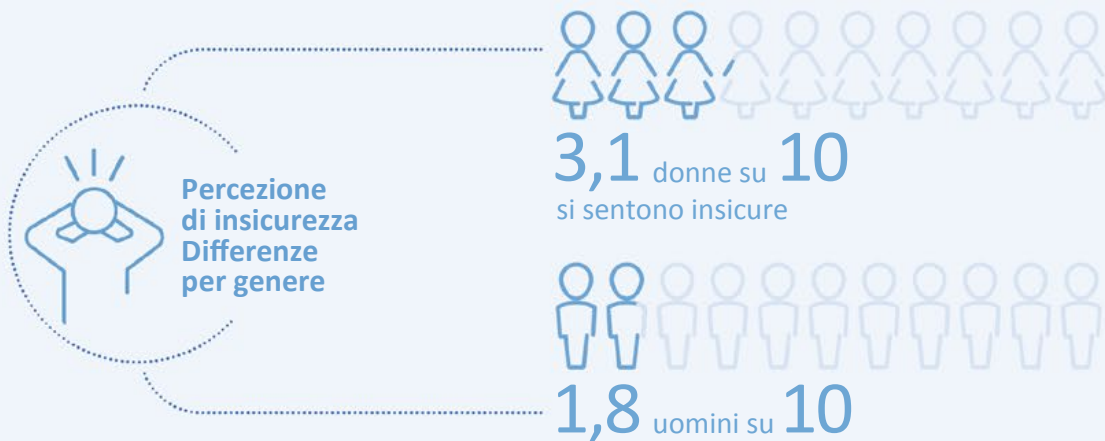 Percezione
di insicurezza
Differenze
per genere
3,1 donne su 10
si sentono insicure
1,8 uomini su 10